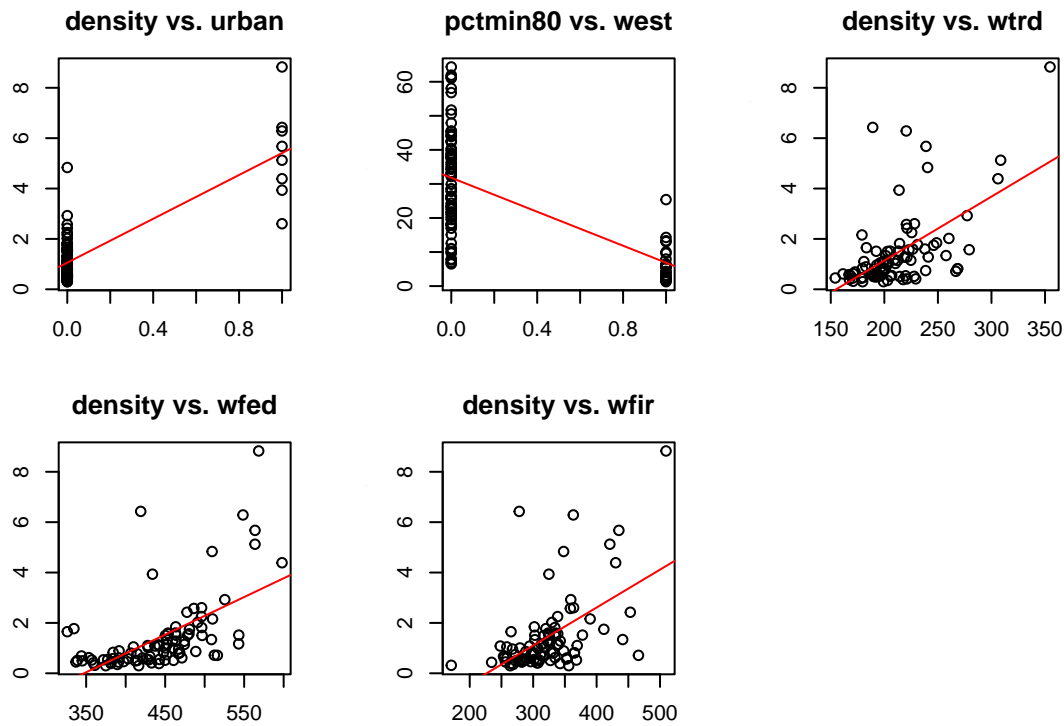 density vs. urban
pctmin80 vs. west
density vs. wtrd
0 2 4 6 8
0.0 0.4 0.8
0 20 40 60
0.0 0.4 0.8
0 2 4 6 8
150 200 250 300 350
density vs. wfed
density vs. wfir
0 2 4 6 8
350 450 550
0 2 4 6 8
200 300 400 500